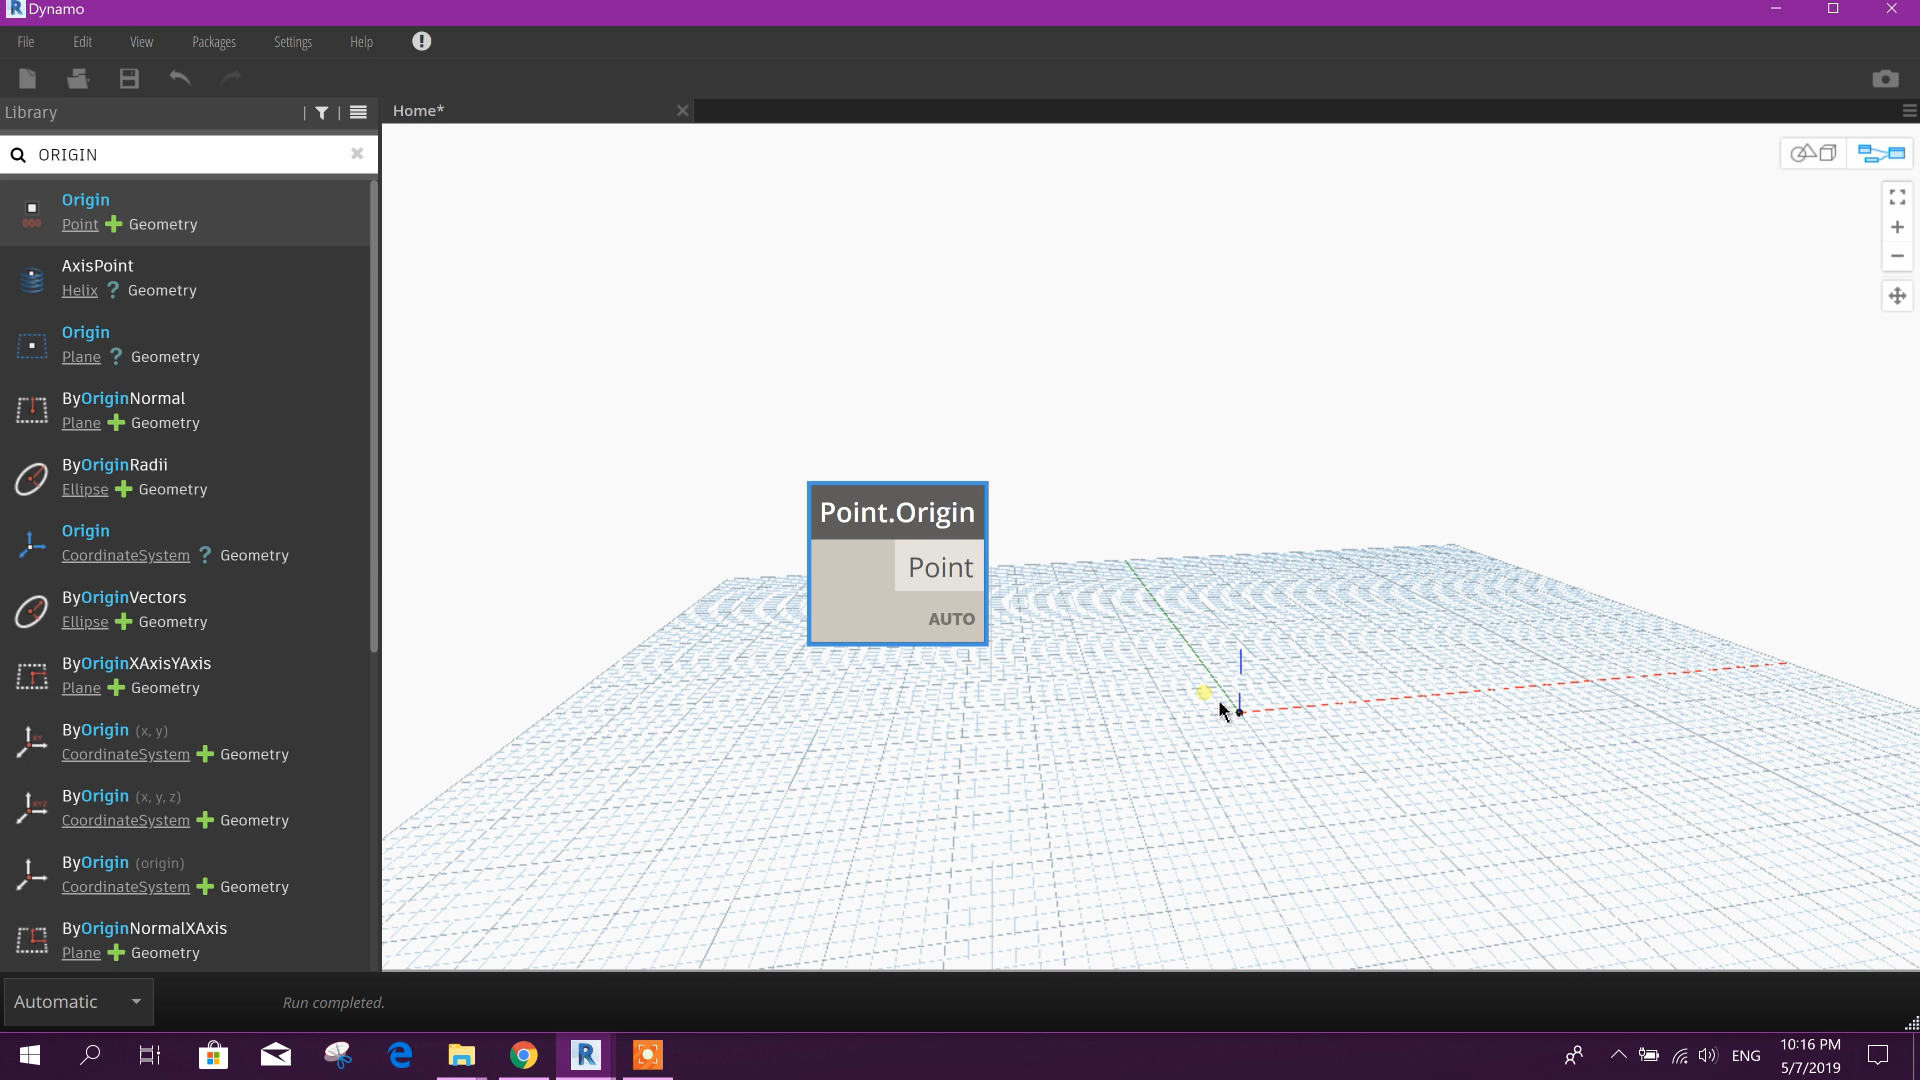 Dynamo
File Edit View Packages Settings Help
Library
Home*
ORIGIN
Origin
Point Geometry
AxisPoint
Helix ? Geometry
Origin
Plane ? Geometry
ByOriginNormal
Plane Geometry
ByOriginRadii
Ellipse Geometry
Origin
CoordinateSystem ? Geometry
ByOriginVectors
Ellipse Geometry
ByOriginXAxisYAxis
Plane Geometry
ByOrigin (x, y)
CoordinateSystem Geometry
ByOrigin (x, y, z)
CoordinateSystem Geometry
ByOrigin (origin)
CoordinateSystem Geometry
ByOriginNormalXAxis
Plane Geometry
Point.Origin
Point
AUTO
Automatic
Run completed.
ENG
10:16 PM
5/7/2019